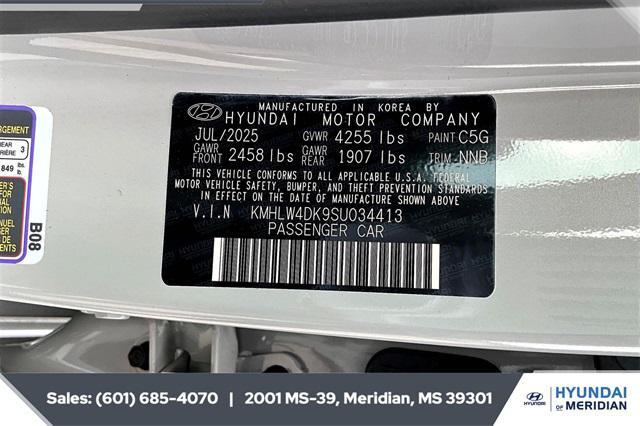 MANUFACTURED IN KOREA BY
HYUNDAI MOTOR COMPANY
JUL/2025 GVWR 4255 lbs PAINT C5G
GAWR FRONT 2458 lbs GAWR REAR 1907 lbs TRIM NNB
THIS VEHICLE CONFORMS TO ALL APPLICABLE U.S.A. FEDERAL
MOTOR VEHICLE SAFETY, BUMPER, AND THEFT PREVENTION
STANDARDS IN EFFECT ON THE DATE OF MANUFACTURE SHOWN ABOVE
V.I.N KMHLW4DK9SU034413
PASSENGER CAR
B08
Sales: (601) 685-4070 | 2001 MS-39, Meridian, MS 39301
HYUNDAI
HYUNDAI
OF MERIDIAN